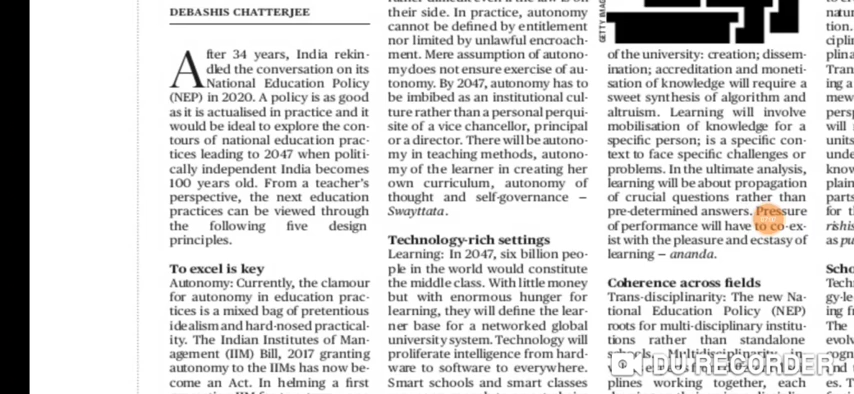 DEBASHIS CHATTERJEE
After 34 years, India rekin-
dled the conversation on its
National Education Policy
(NEP) in 2020. A policy is as good
as it is actualised in practice and it
would be ideal to explore the con-
tours of national education prac-
tices leading to 2047 when politi-
cally independent India becomes
100 years old. From a teacher's
perspective, the next education
practices can be viewed through
the following five design
principles.
To excel is key
Autonomy: Currently, the clamour
for autonomy in education prac-
tices is a mixed bag of pretentious
idealism and hard-nosed practical-
ity. The Indian Institutes of Man-
agement (IIM) Bill, 2017 granting
autonomy to the IIMs has now be-
come an Act. In helming a first
their side. In practice, autonomy
cannot be defined by entitlement
nor limited by unlawful encroach-
ment. Mere assumption of autono-
my does not ensure exercise of au-
tonomy. By 2047, autonomy has to
be imbibed as an institutional cul-
ture rather than a personal perqui-
site of a vice chancellor, principal
or a director. There will be autono-
my in teaching methods, autono-
my of the learner in creating her
own curriculum, autonomy of
thought and self-governance –
Swayttata.
Technology-rich settings
Learning: In 2047, six billion peo-
ple in the world would constitute
the middle class. With little money
but with enormous hunger for
learning, they will define the lear-
ner base for a networked global
university system. Technology will
proliferate intelligence from hard-
ware to software to everywhere.
Smart schools and smart classes
GETTY IMAG
of the university: creation; dissem-
ination; accreditation and moneti-
sation of knowledge will require a
sweet synthesis of algorithm and
altruism. Learning will involve
mobilisation of knowledge for a
specific person; is a specific con-
text to face specific challenges or
problems. In the ultimate analysis,
learning will be about propagation
of crucial questions rather than
pre-determined answers. Pressure
of performance will have to co-ex-
ist with the pleasure and ecstasy of
learning – ananda.
Coherence across fields
Trans-disciplinarity: The new Na-
tional Education Policy (NEP)
roots for multi-disciplinary institu-
tions rather than standalone
schools. Multidisciplinarity in
plines working together, each
DU RECORDER